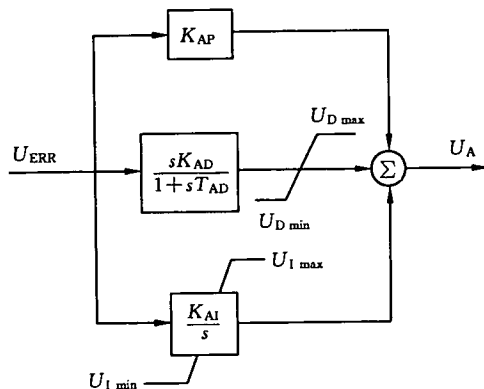 K_AP
U_D max
U_ERR
sK_AD
1+sT_AD
Σ
U_A
U_D min
U_I max
K_AI
s
U_I min